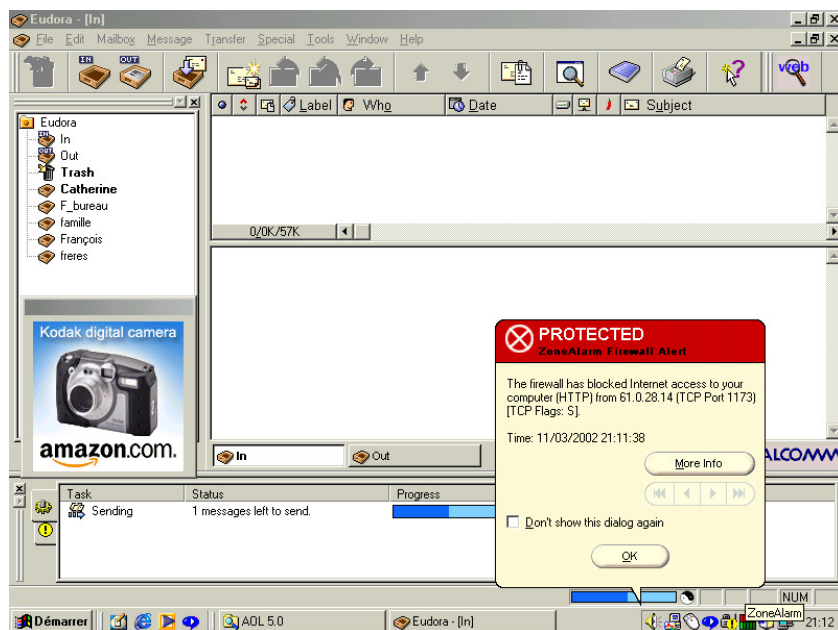 Eudora - [In]
File Edit Mailbox Message Transfer Special Tools Window Help
IN OUT web
Label Who Date Subject
Eudora
In
Out
Trash
Catherine
F_bureau
famille
François
freres
0/0K/57K
Kodak digital camera
amazon.com.
PROTECTED
ZoneAlarm Firewall Alert
The firewall has blocked Internet access to your
computer (HTTP) from 61.0.28.14 (TCP Port 1173)
[TCP Flags: S].
Time: 11/03/2002 21:11:38
More Info
Don't show this dialog again
OK
In Out
ALCOMM
Task Status Progress
Sending 1 messages left to send.
NUM
ZoneAlarm
Démarrer AOL 5.0 Eudora - [In] 21:12